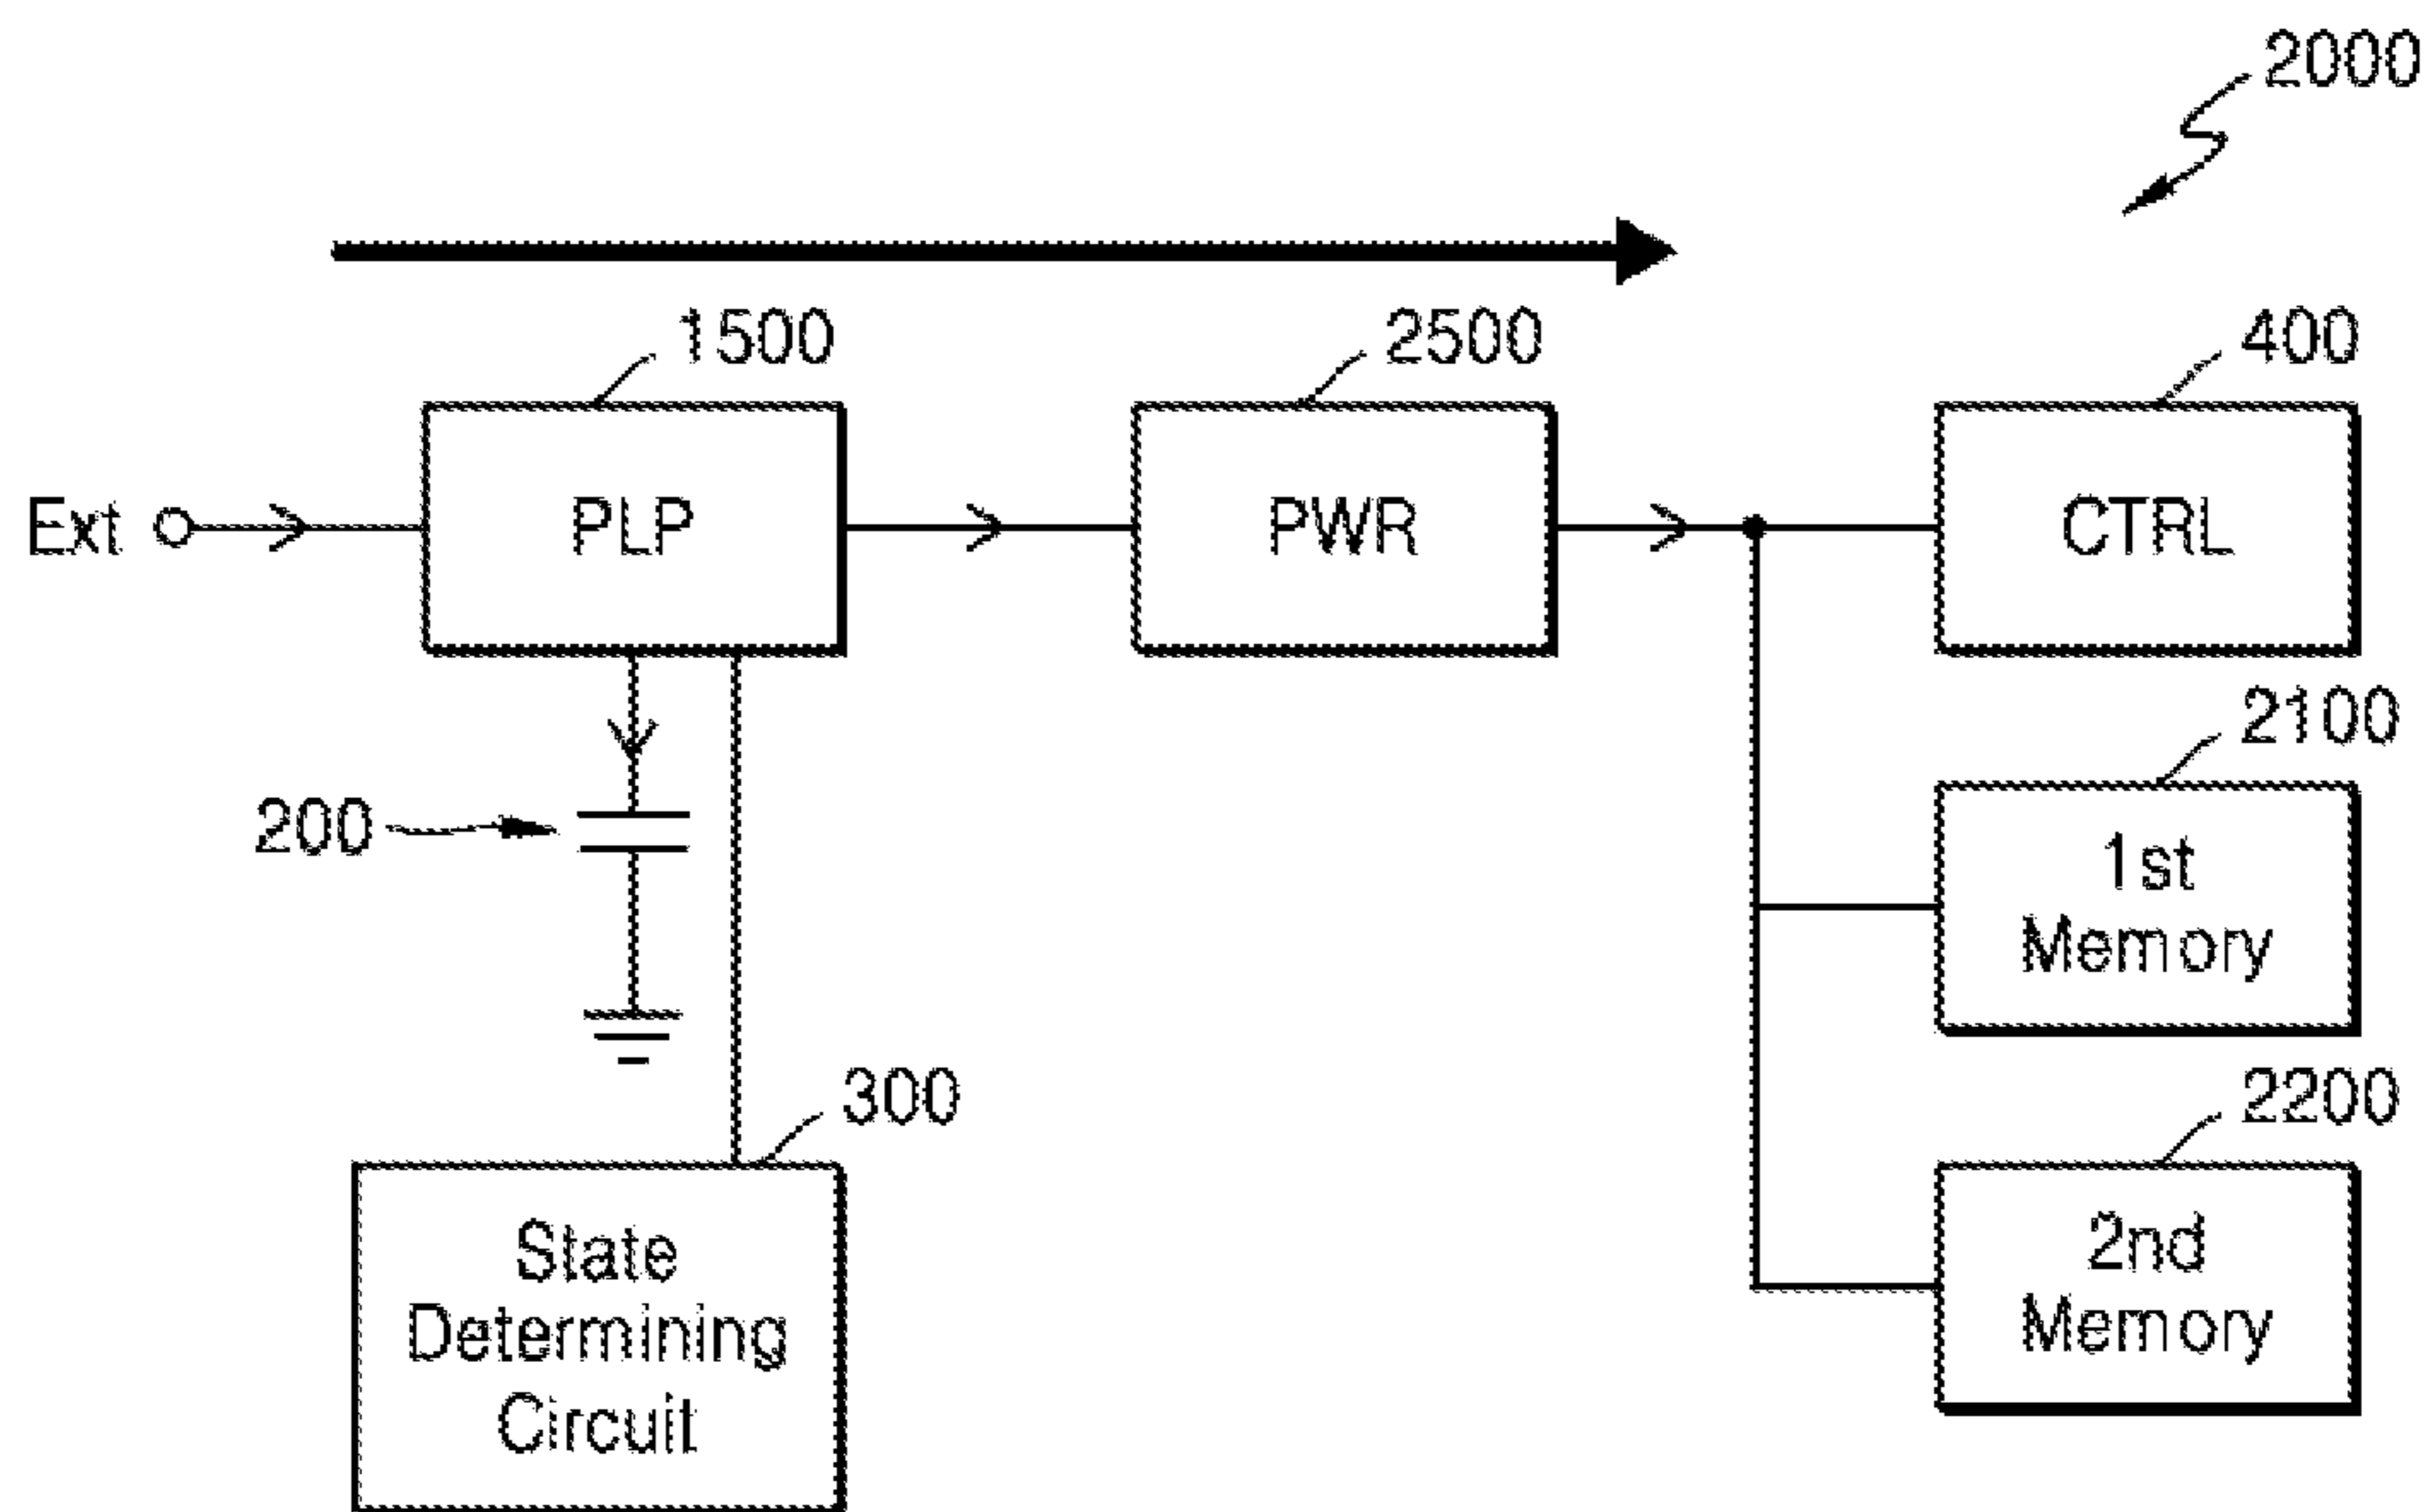 2000
1500
2500
400
Ext
PLP
PWR
CTRL
2100
200
1st
Memory
300
2200
State
Determining
Circuit
2nd
Memory